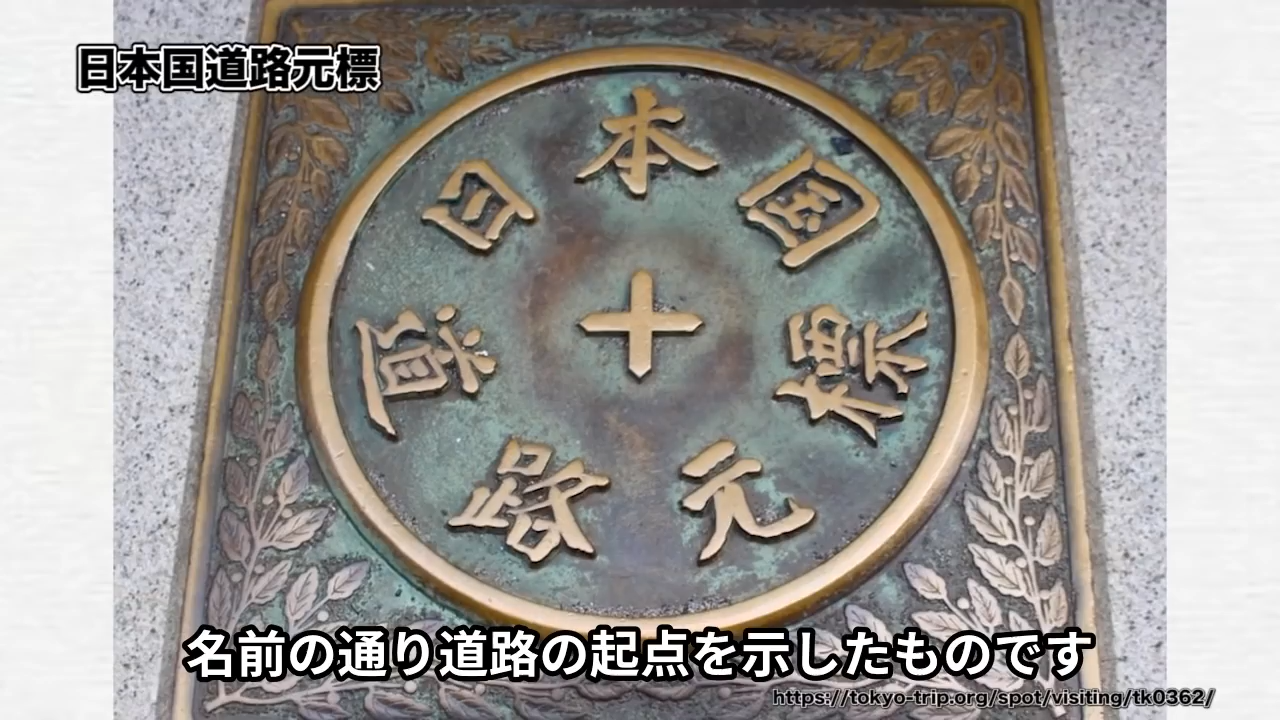 日本国道路元標
日本国
道路元標
名前の通り道路の起点を示したものです
https://tokyo-trip.org/spot/visiting/tk0362/